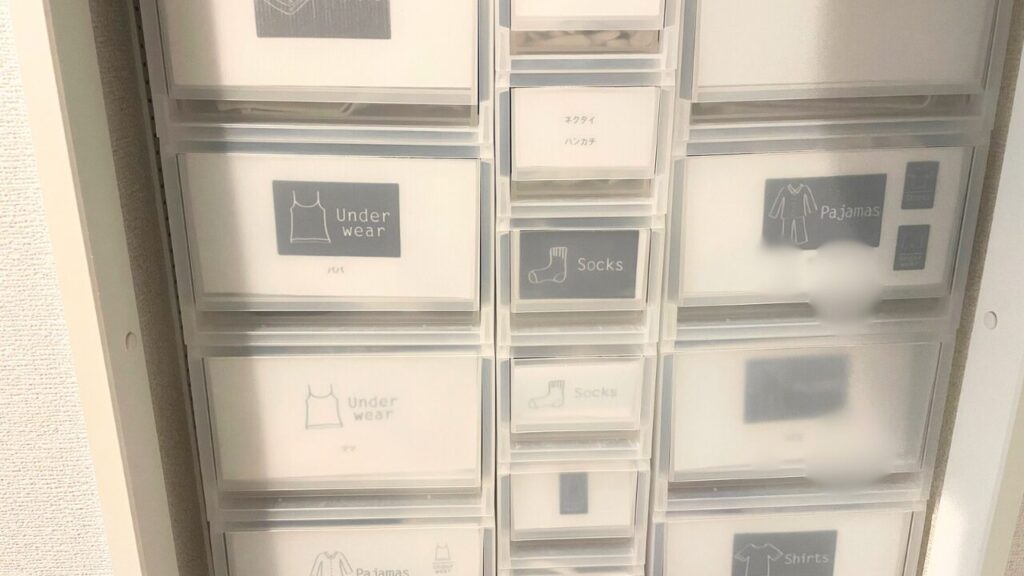 Under
wear
パパ
Under
wear
ママ
Pajamas
ネクタイ
ハンカチ
Socks
Socks
Pajamas
Shirts